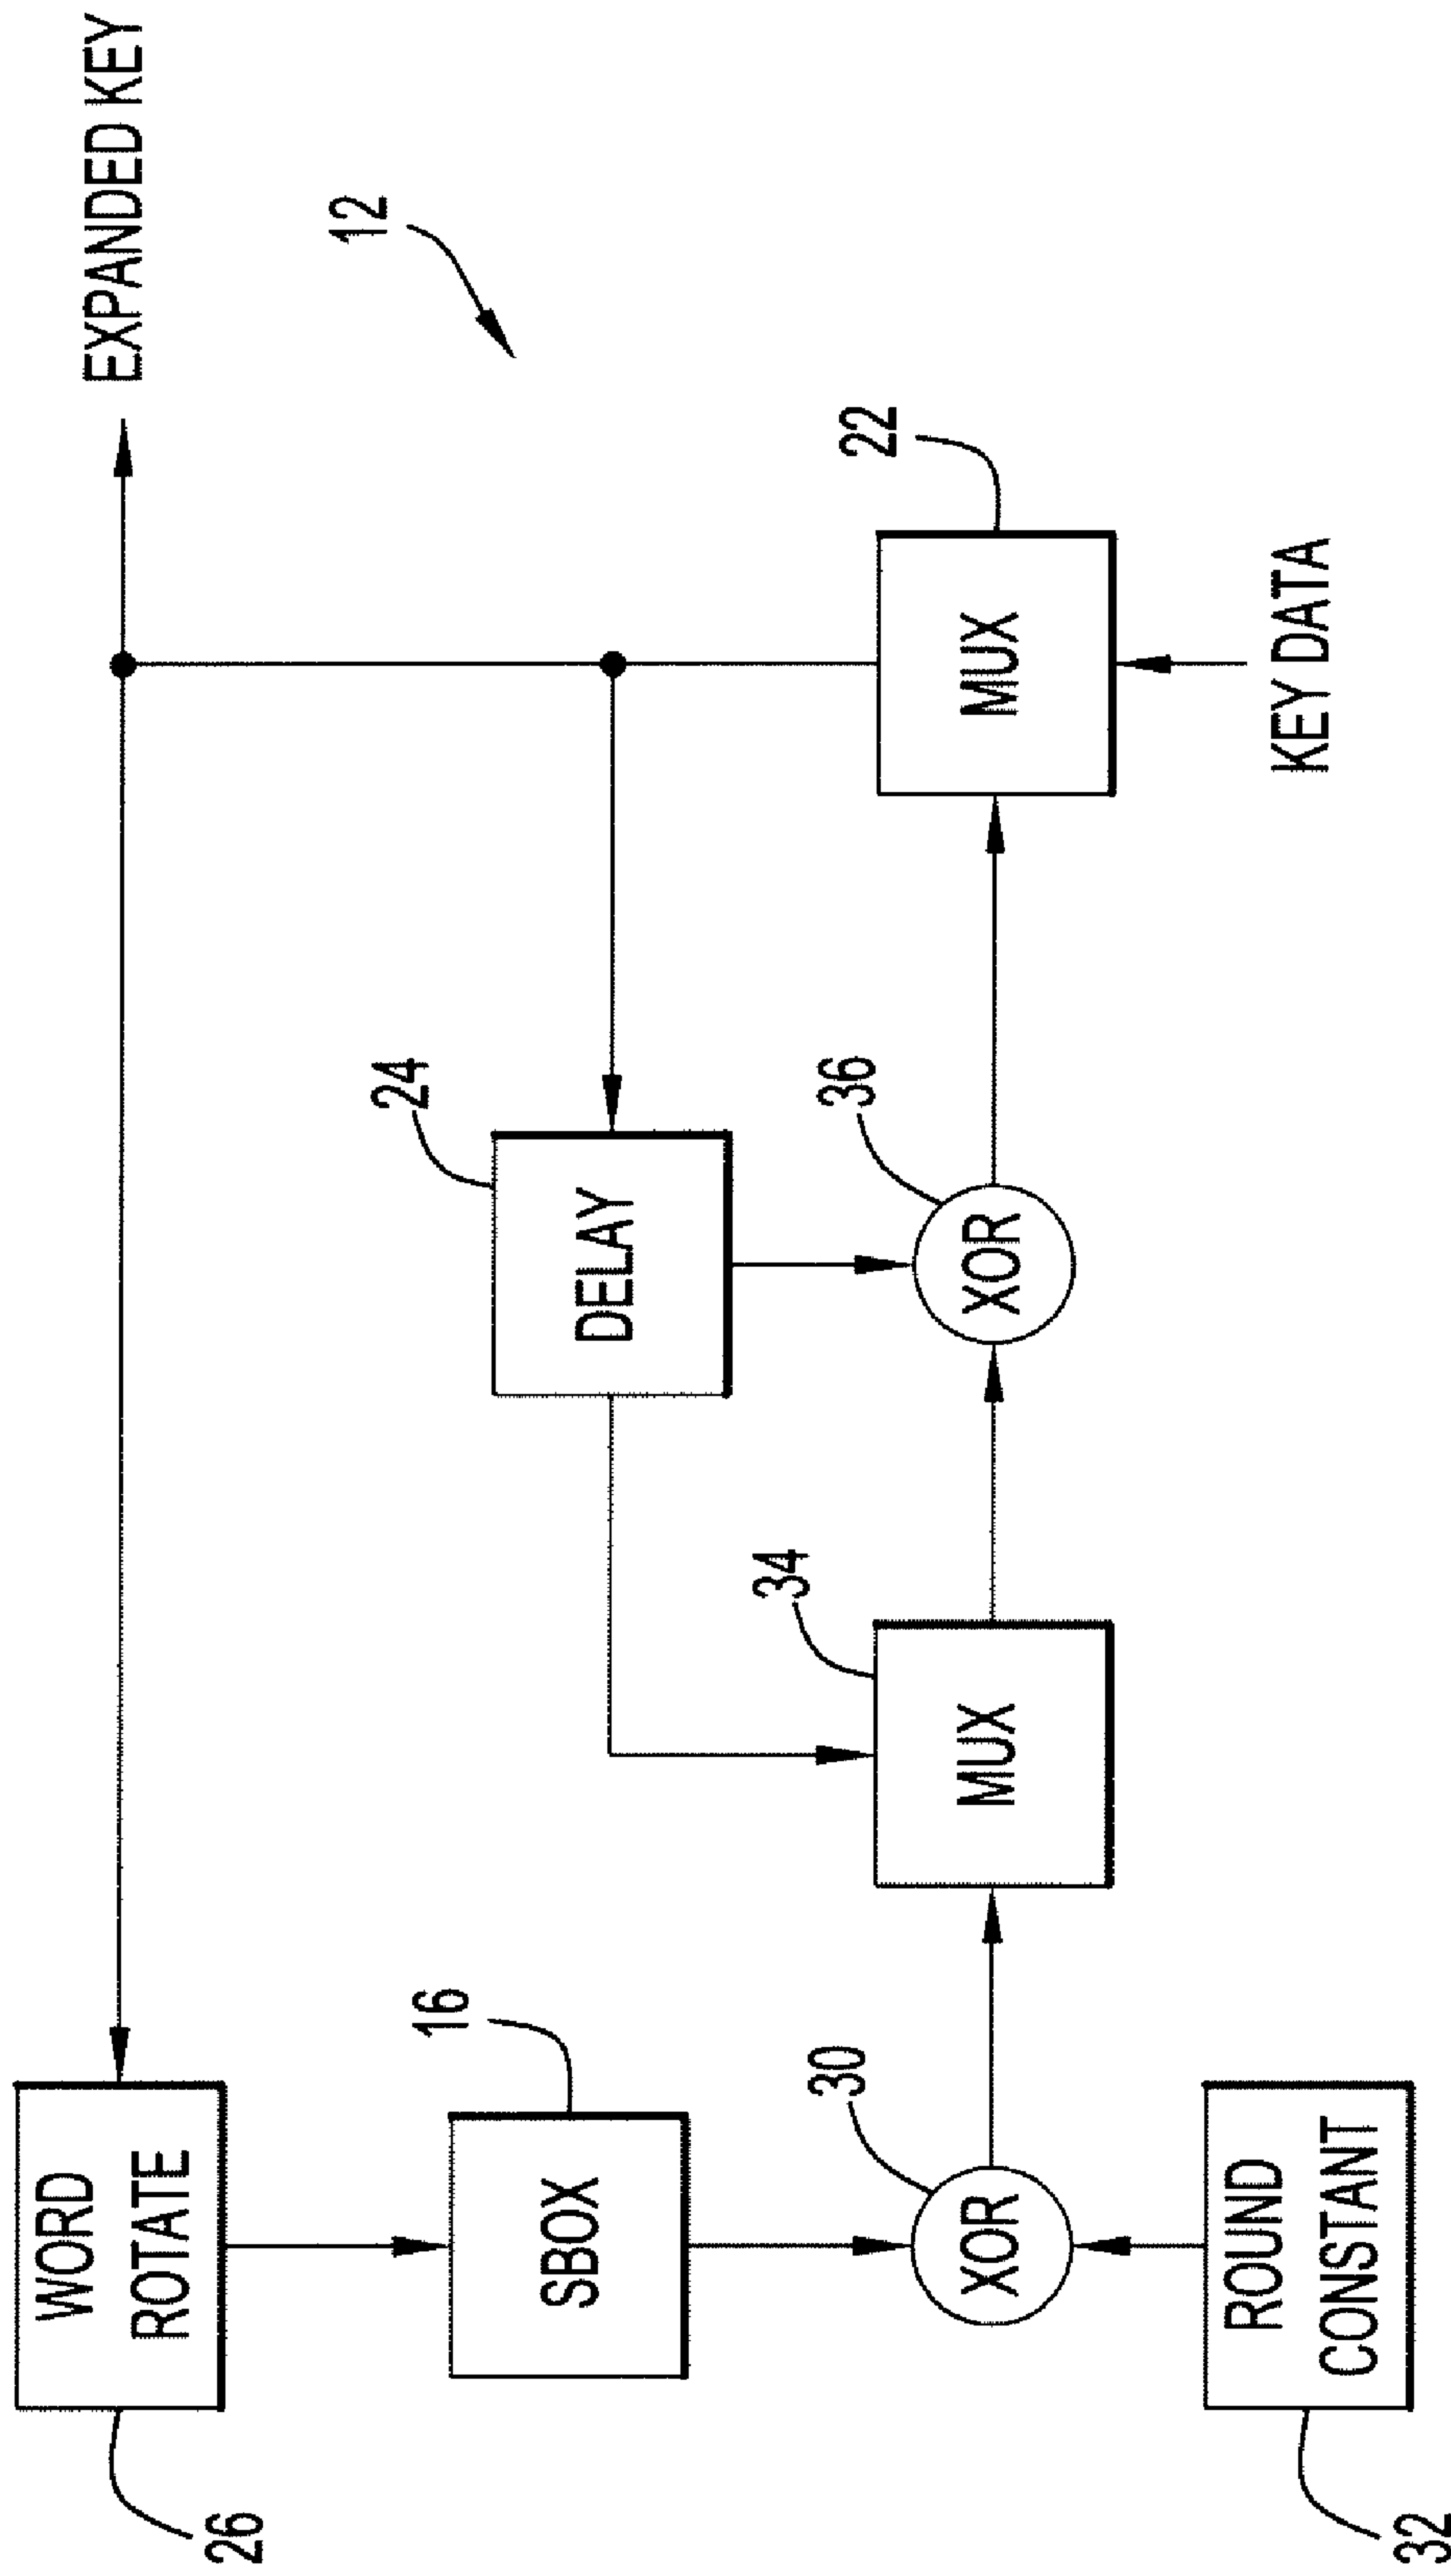 WORD
ROTATE
26
EXPANDED KEY
12
SBOX
16
DELAY
24
XOR
30
MUX
34
XOR
36
MUX
22
ROUND
CONSTANT
32
KEY DATA